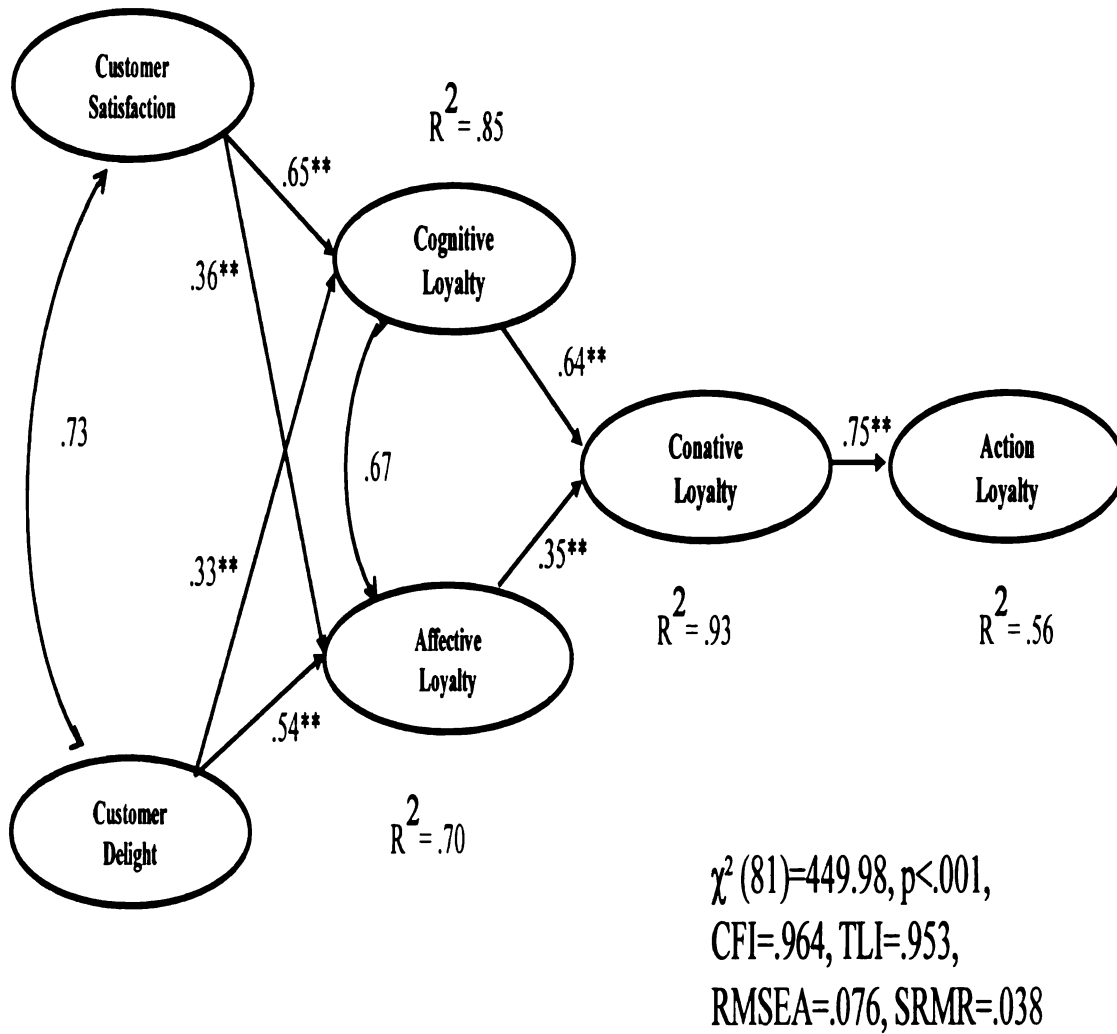 Customer
Satisfaction
R²=.85
.65**
Cognitive
Loyalty
.36**
.64**
.73
.67
Conative
Loyalty
.75**
Action
Loyalty
.33**
.35**
R²=.93
R²=.56
Affective
Loyalty
.54**
Customer
Delight
R²=.70
χ² (81)=449.98, p<.001,
CFI=.964, TLI=.953,
RMSEA=.076, SRMR=.038